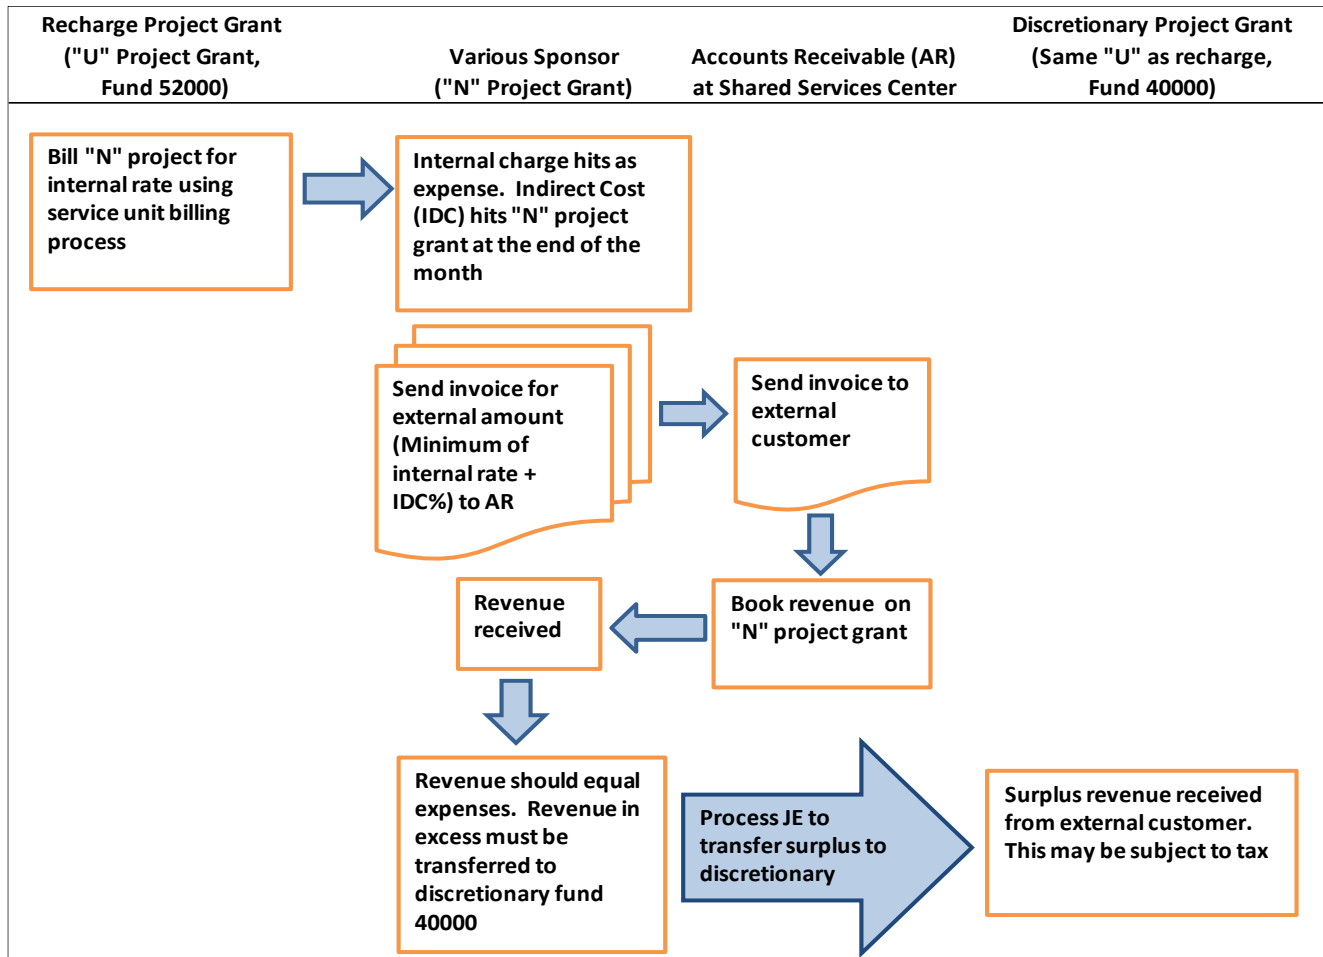 Recharge Project Grant
("U" Project Grant,
Fund 52000)
Various Sponsor
("N" Project Grant)
Accounts Receivable (AR)
at Shared Services Center
Discretionary Project Grant
(Same "U" as recharge,
Fund 40000)
Bill "N" project for
internal rate using
service unit billing
process
Internal charge hits as
expense.  Indirect Cost
(IDC) hits "N" project
grant at the end of the
month
Send invoice for
external amount
(Minimum of
internal rate +
IDC%) to AR
Send invoice to
external
customer
Book revenue  on
"N" project grant
Revenue
received
Revenue should equal
expenses.  Revenue in
excess must be
transferred to
discretionary fund
40000
Process JE to
transfer surplus to
discretionary
Surplus revenue received
from external customer.
This may be subject to tax